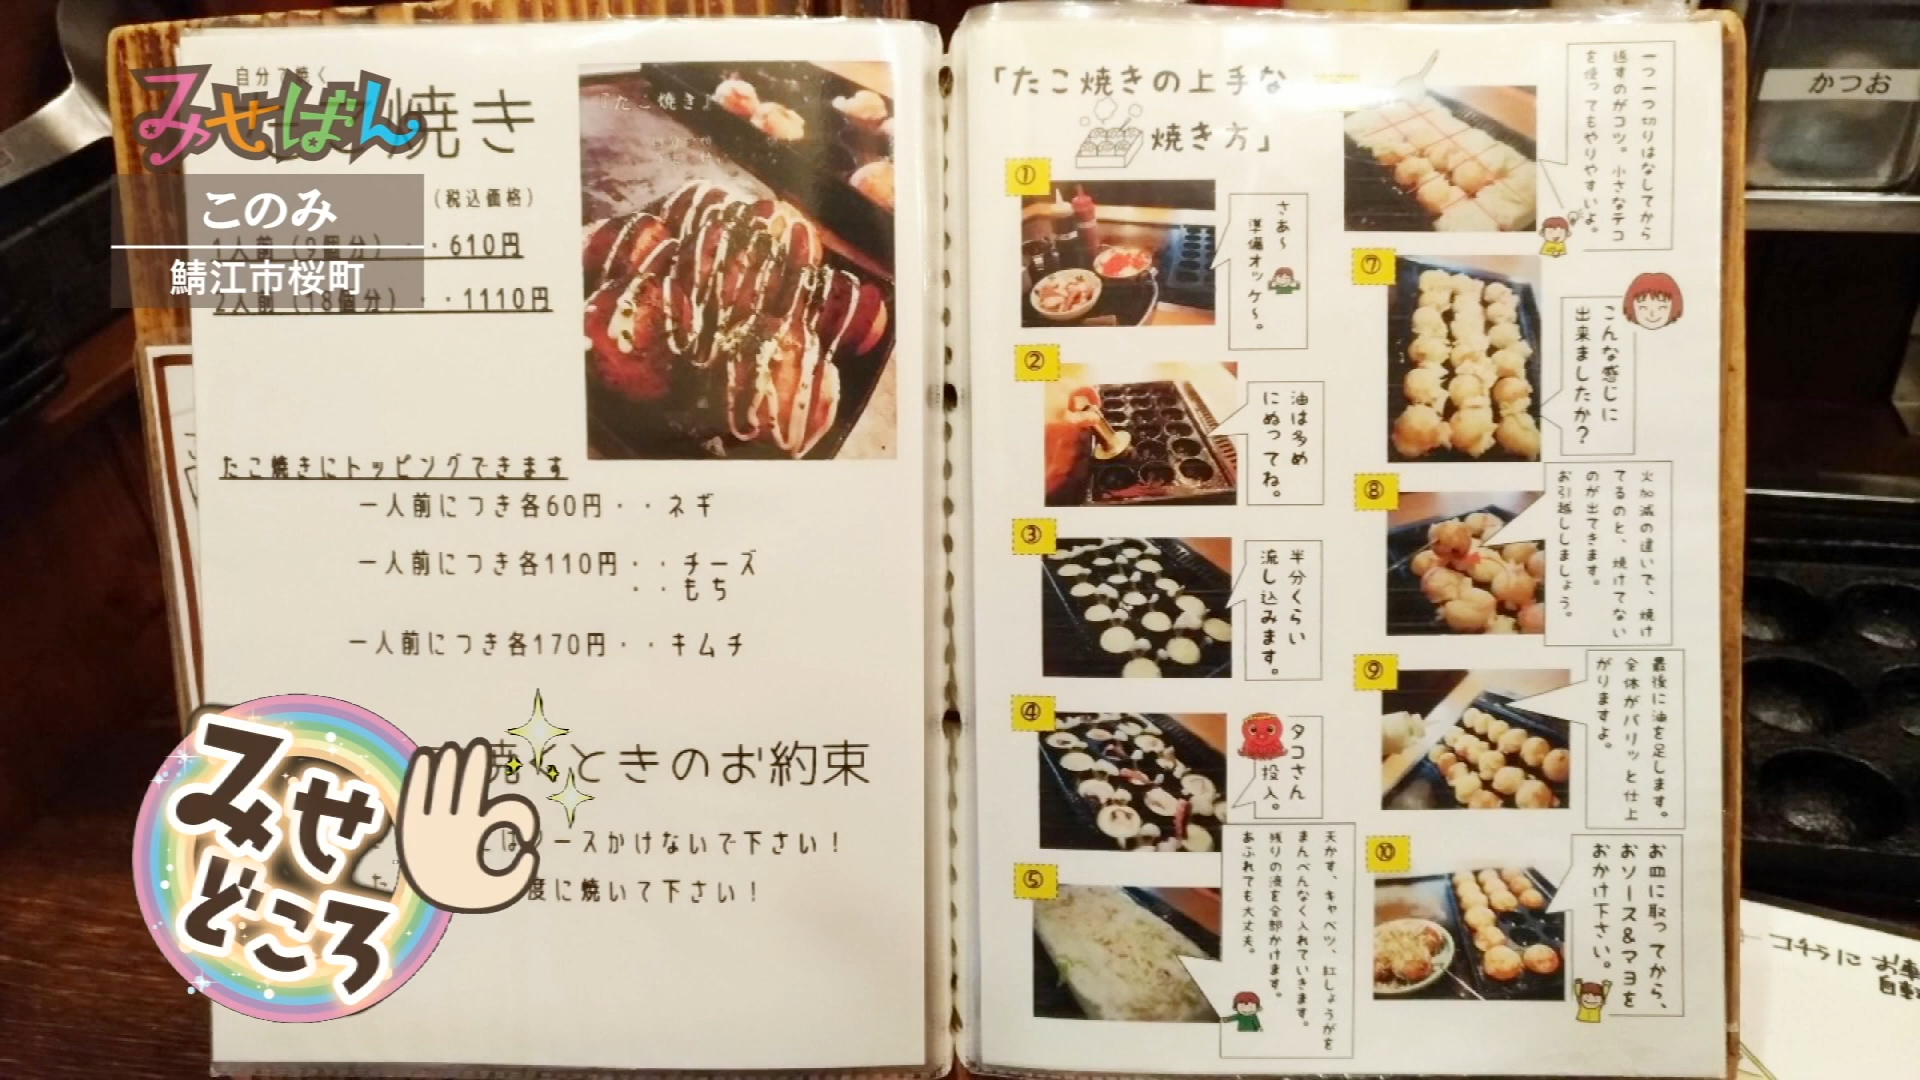 みせばん
このみ
鯖江市桜町
自分で焼く
焼き
(税込価格)
1人前(9個分)・・610円
2人前(18個分)・・1110円
『たこ焼き』
たこ焼きにトッピングできます
一人前につき各60円・・ネギ
一人前につき各110円・・チーズ
・・もち
一人前につき各170円・・キムチ
焼くときのお約束
はソースかけないで下さい!
度に焼いて下さい!
みせ
どころ
「たこ焼きの上手な
焼き方」
①
さあ〜
準備オッケ〜。
②
油は多め
にぬってね。
③
半分くらい
流し込みます。
④
タコさん
投入。
⑤
天かす、キャベツ、紅しょうがを
まんべんなく入れていきます。
残りの液を全部かけます。
あふれても大丈夫。
一つ一つ切りはなしてから
返すのがコツ。小さなテコ
を使ってもやりやすいよ。
⑦
こんな感じに
出来ましたか?
⑧
火加減の違いで、焼け
てるのと、焼けてない
のが出てきます。
お引越ししましょう。
⑨
最後に油を足します。
全体がパリッと仕上
がりますよ。
⑩
お皿に取ってから、
おソース&マヨを
おかけ下さい。
かつお
コチラに